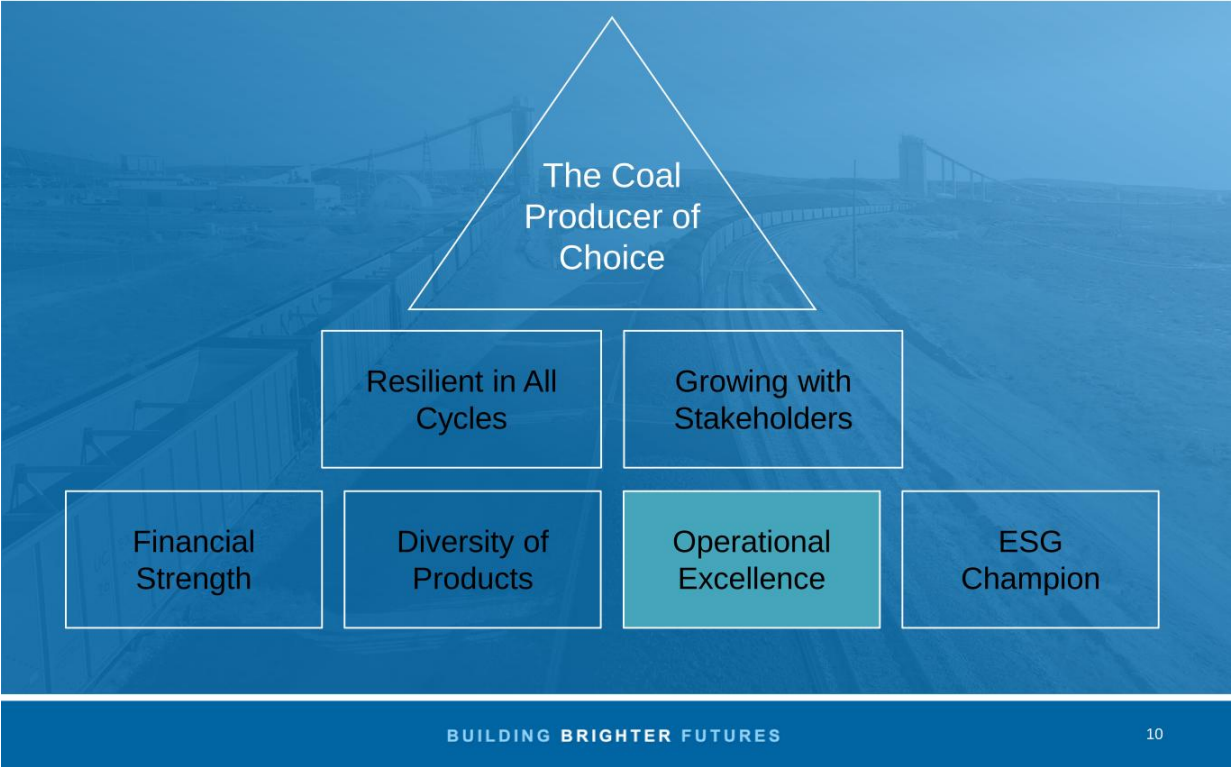 The Coal
Producer of
Choice
Resilient in All
Cycles
Growing with
Stakeholders
Financial
Strength
Diversity of
Products
Operational
Excellence
ESG
Champion
BUILDING BRIGHTER FUTURES
10